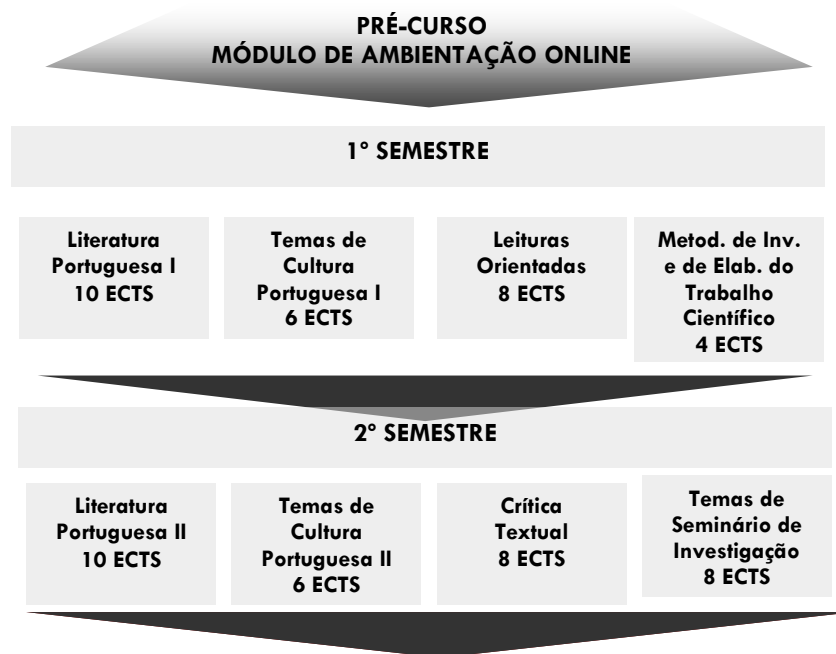 PRÉ-CURSO
MÓDULO DE AMBIENTAÇÃO ONLINE
1º SEMESTRE
Literatura
Portuguesa I
10 ECTS
Temas de
Cultura
Portuguesa I
6 ECTS
Leituras
Orientadas
8 ECTS
Metod. de Inv.
e de Elab. do
Trabalho
Científico
4 ECTS
2º SEMESTRE
Literatura
Portuguesa II
10 ECTS
Temas de
Cultura
Portuguesa II
6 ECTS
Crítica
Textual
8 ECTS
Temas de
Seminário de
Investigação
8 ECTS